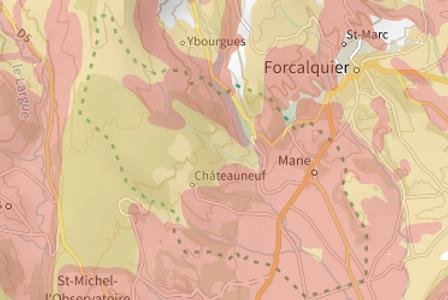 St-Marc
D5
Ybourgues
Forcalquier
le Largue
Mane
Châteauneuf
St-Michel-
l'Observatoire